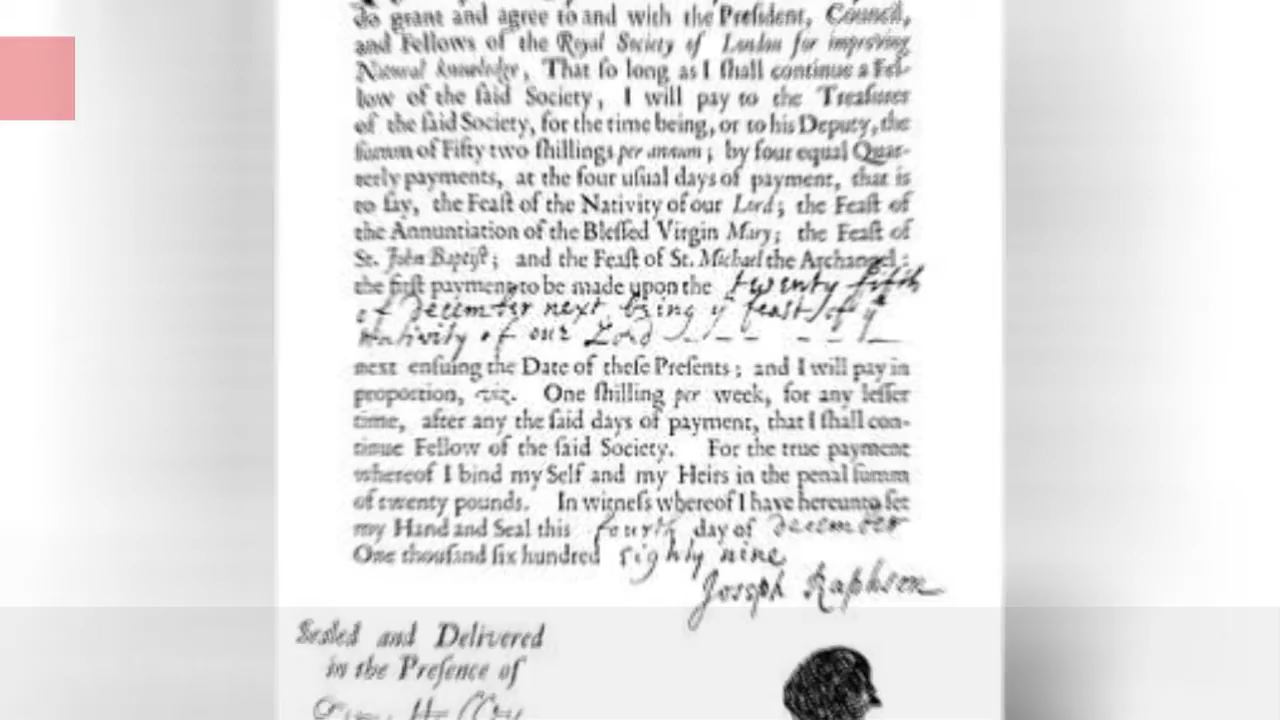 do grant and agree to and with the Preſident, Council,
and Fellows of the Royal Society of London for improving
Natural knowledge, That ſo long as I ſhall continue a Fel-
low of the ſaid Society, I will pay to the Treaſurer
of the ſaid Society, for the time being, or to his Deputy, the
ſumm of Fifty two ſhillings per annum; by four equal Quar-
terly payments, at the four uſual days of payment, that is
to ſay, the Feaſt of the Nativity of our Lord; the Feaſt of
the Annuntiation of the Bleſſed Virgin Mary; the Feaſt of
St. John Baptiſt; and the Feaſt of St. Michael the Archangel:
the firſt payment to be made upon the twenty fifth
of December next being yͤ feast of yͤ
Nativity of our Lord
next enſuing the Date of theſe Preſents; and I will pay in
proportion, viz. One ſhilling per week, for any leſſer
time, after any the ſaid days of payment, that I ſhall con-
tinue Fellow of the ſaid Society. For the true payment
whereof I bind my Self and my Heirs in the penal ſumm
of twenty pounds. In witneſs whereof I have hereunto ſet
my Hand and Seal this fourth day of December
One thouſand ſix hundred Eighty nine
Joseph Raphson
Sealed and Delivered
in the Preſence of